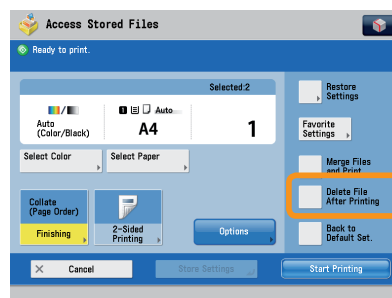 Access Stored Files
Ready to print.
Selected:2
Auto
(Color/Black)
1 Auto
A4
1
Select Color
Select Paper
Collate
(Page Order)
Finishing
2-Sided
Printing
Options
Cancel
Store Settings
Restore
Settings
Favorite
Settings
Merge Files
and Print
Delete File
After Printing
Back to
Default Set.
Start Printing